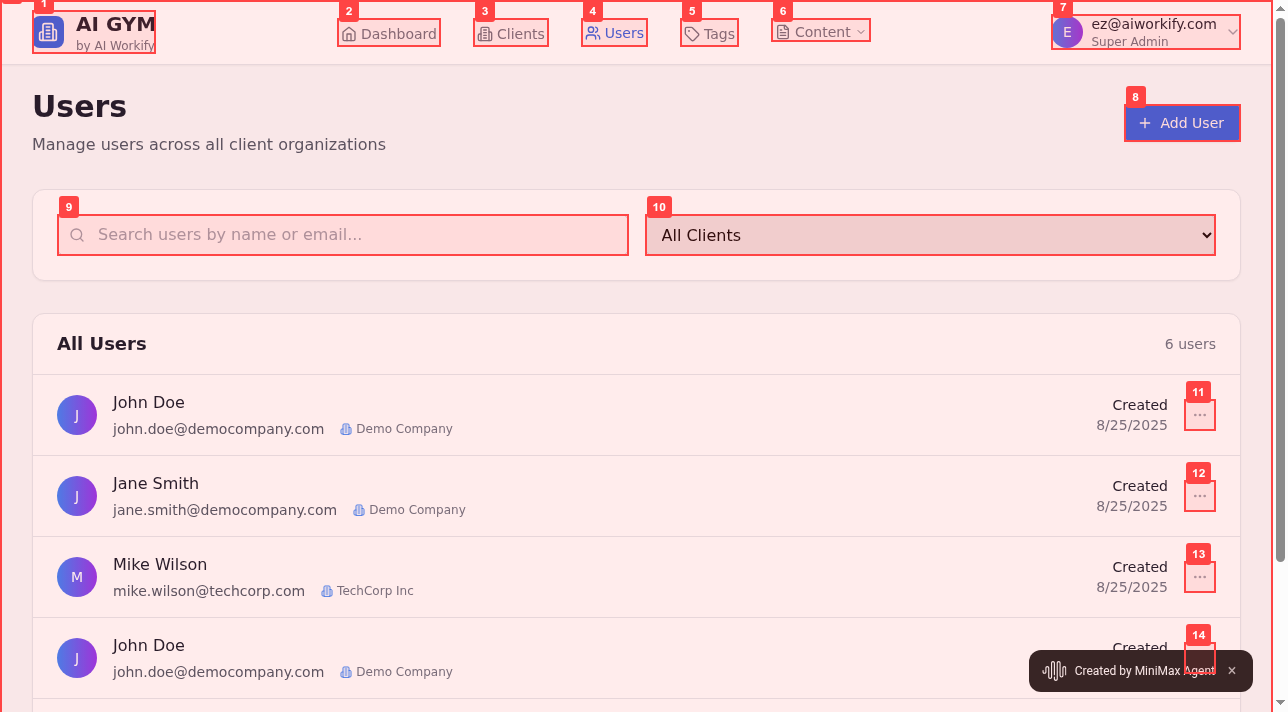 1
2
3
4
5
6
7
AI GYM
by AI Workify
Dashboard
Clients
Users
Tags
Content
E
ez@aiworkify.com
Super Admin
Users
Manage users across all client organizations
8
Add User
9
Search users by name or email...
10
All Clients
All Users
6 users
J
John Doe
john.doe@democompany.com
Demo Company
Created
8/25/2025
11
J
Jane Smith
jane.smith@democompany.com
Demo Company
Created
8/25/2025
12
M
Mike Wilson
mike.wilson@techcorp.com
TechCorp Inc
Created
8/25/2025
13
J
John Doe
john.doe@democompany.com
Demo Company
Created
14
Created by MiniMax Agent